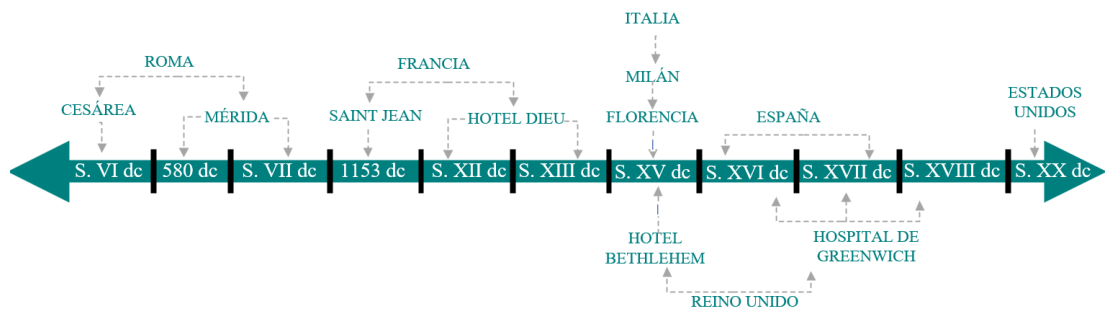 ITALIA
ROMA
FRANCIA
MILÁN
ESTADOS
UNIDOS
CESÁREA
MÉRIDA
SAINT JEAN
HOTEL DIEU
FLORENCIA
ESPAÑA
S. VI dc
580 dc
S. VII dc
1153 dc
S. XII dc
S. XIII dc
S. XV dc
S. XVI dc
S. XVII dc
S. XVIII dc
S. XX dc
HOTEL
BETHLEHEM
HOSPITAL DE
GREENWICH
REINO UNIDO